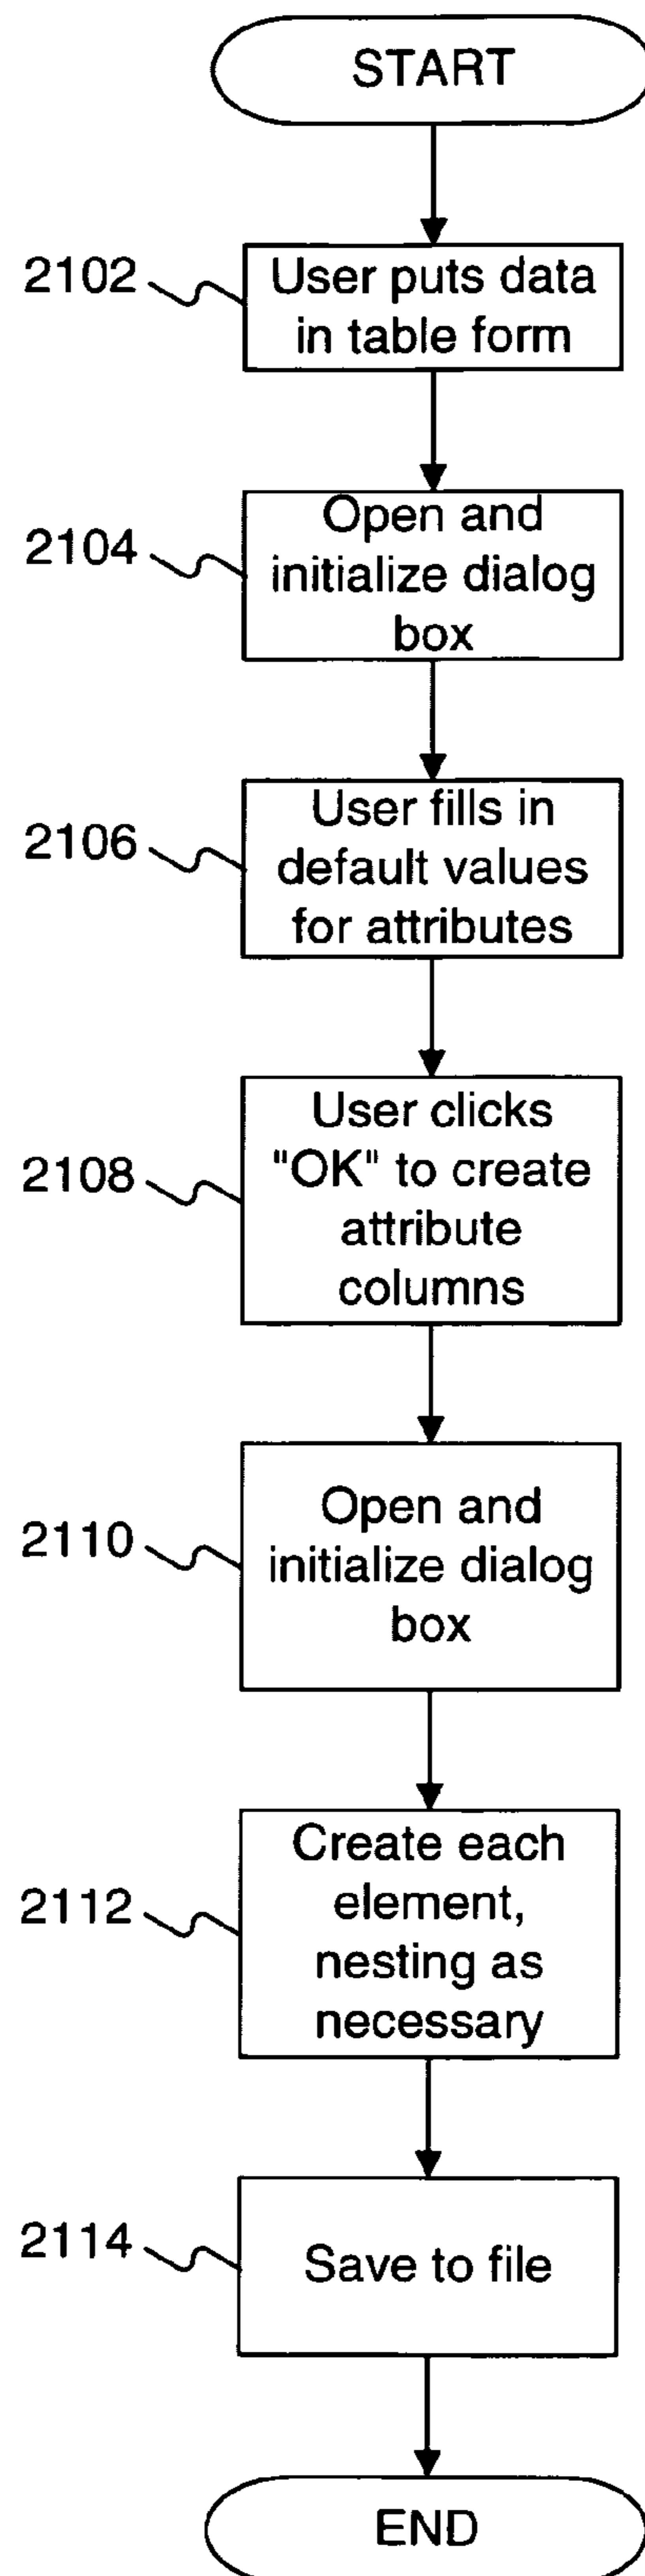 START
2102
User puts data
in table form
2104
Open and
initialize dialog
box
2106
User fills in
default values
for attributes
2108
User clicks
"OK" to create
attribute
columns
2110
Open and
initialize dialog
box
2112
Create each
element,
nesting as
necessary
2114
Save to file
END